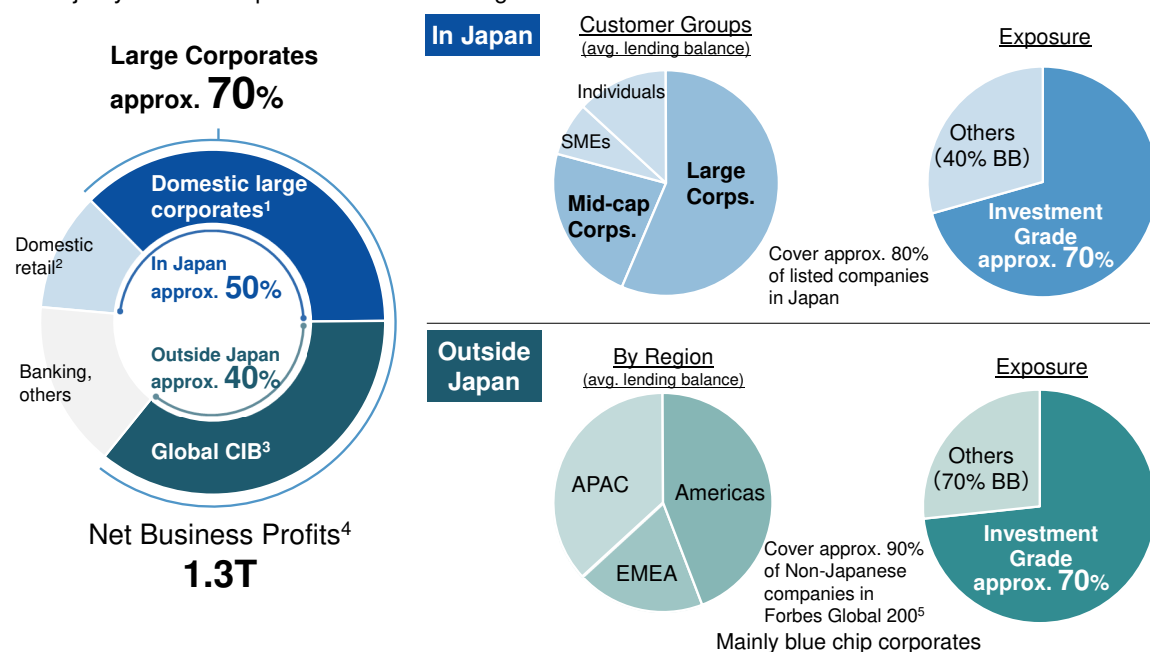 Large Corporates
approx. 70%
Domestic large
corporates1
Domestic
retail2
In Japan
approx. 50%
Outside Japan
approx. 40%
Banking,
others
Global CIB3
Net Business Profits4
1.3T
In Japan
Customer Groups
(avg. lending balance)
Individuals
SMEs
Large
Corps.
Mid-cap
Corps.
Cover approx. 80%
of listed companies
in Japan
Exposure
Others
(40% BB)
Investment
Grade
approx. 70%
Outside
Japan
By Region
(avg. lending balance)
APAC
Americas
EMEA
Cover approx. 90%
of Non-Japanese
companies in
Forbes Global 2005
Exposure
Others
(70% BB)
Investment
Grade
approx. 70%
Mainly blue chip corporates